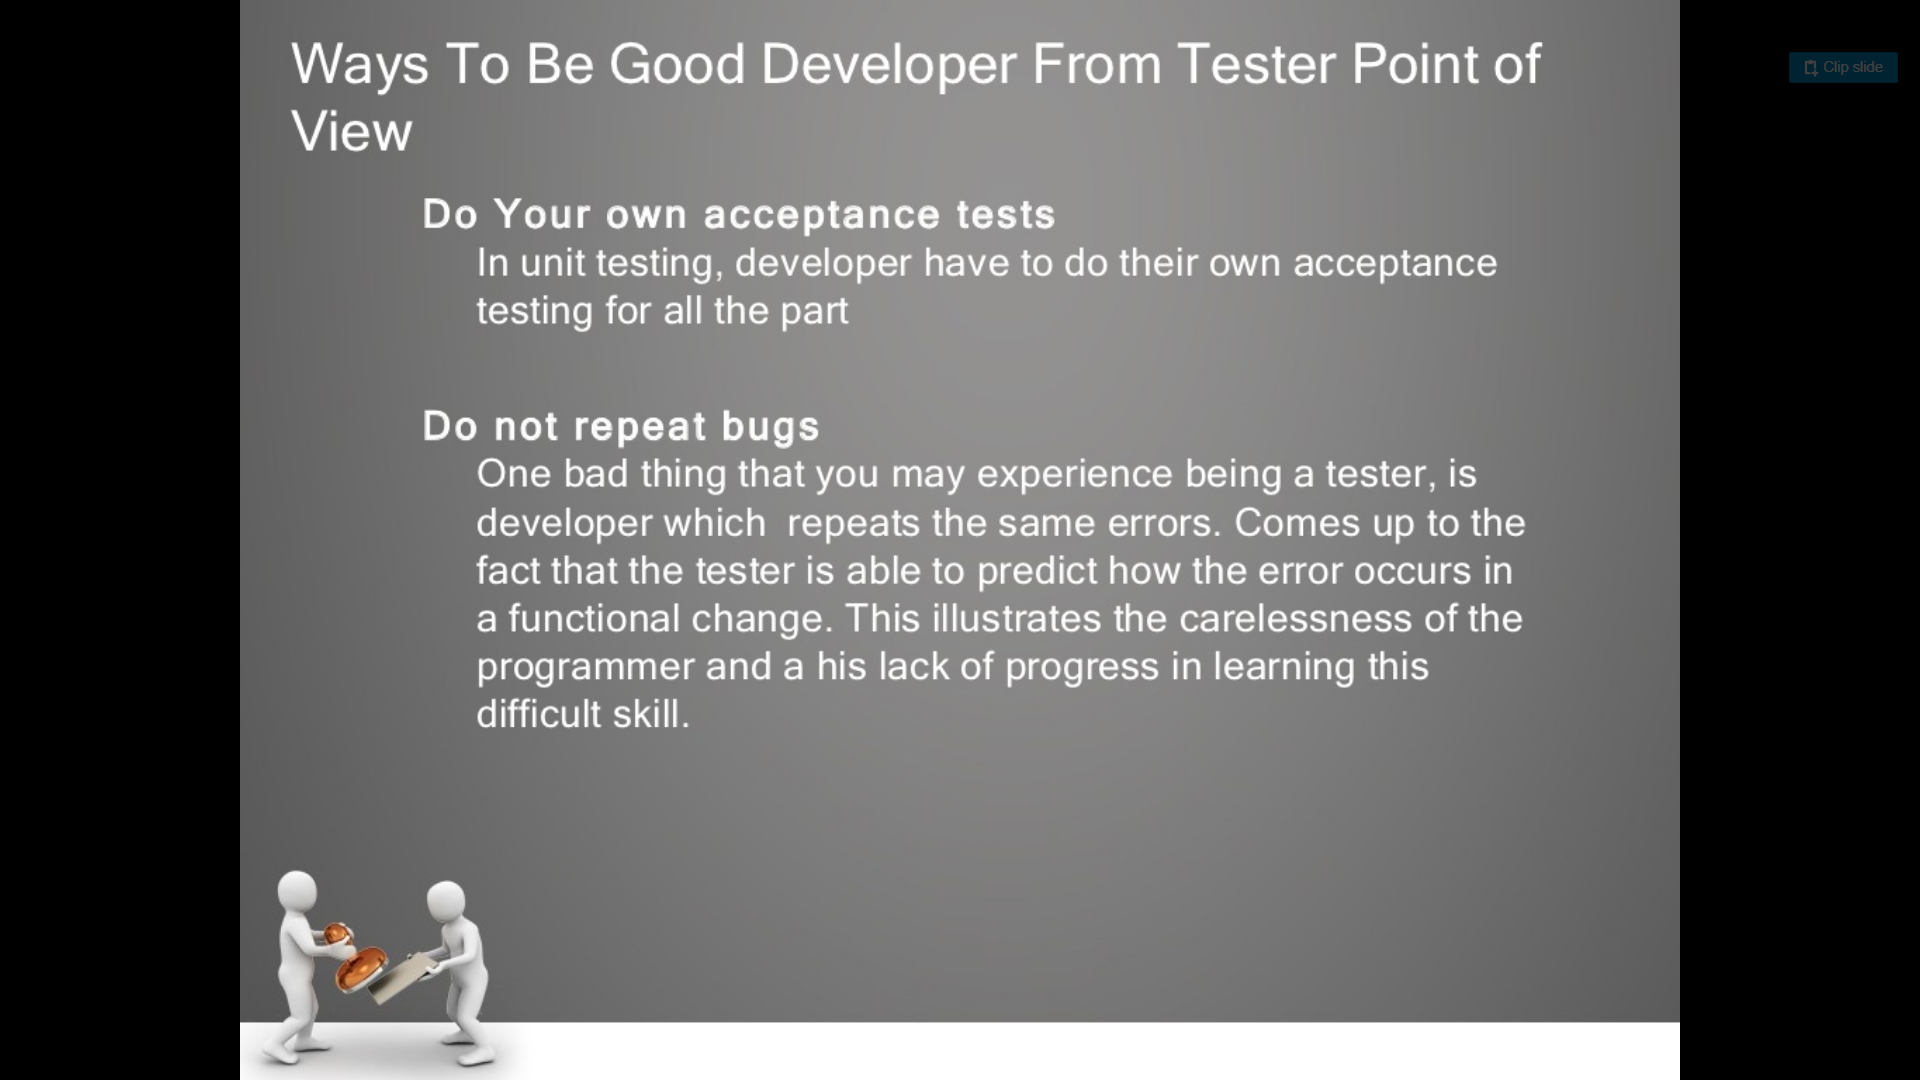 Ways To Be Good Developer From Tester Point of
View
Clip slide
Do Your own acceptance tests
In unit testing, developer have to do their own acceptance
testing for all the part
Do not repeat bugs
One bad thing that you may experience being a tester, is
developer which  repeats the same errors. Comes up to the
fact that the tester is able to predict how the error occurs in
a functional change. This illustrates the carelessness of the
programmer and a his lack of progress in learning this
difficult skill.